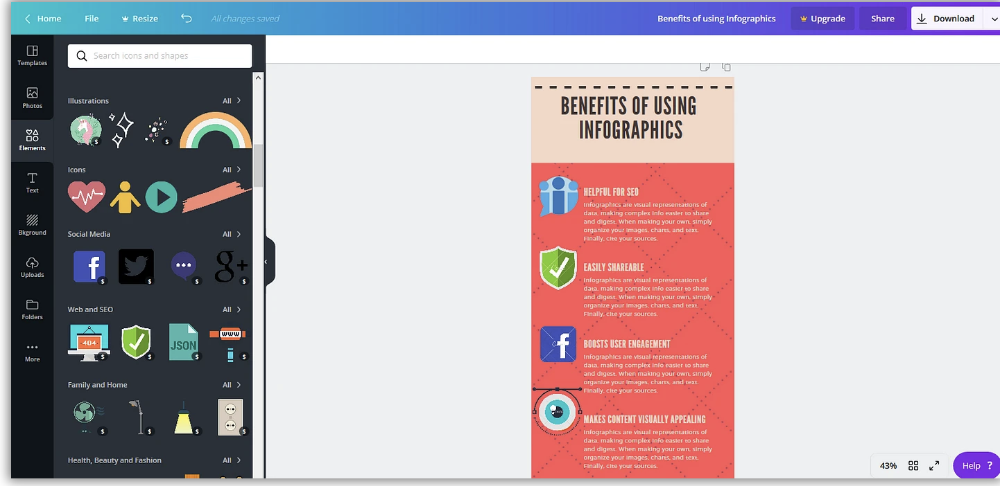 Home File Resize All changes saved Benefits of using Infographics Upgrade Share Download
Templates
Photos
Elements
Text
Bkground
Uploads
Folders
More
Search icons and shapes
Illustrations All
$ $
Icons All
Social Media All
f g+
$ $ $ $
Web and SEO All
404 JSON www
$ $ $ $
Family and Home All
$ $ $ $
Health, Beauty and Fashion All
BENEFITS OF USING
INFOGRAPHICS
HELPFUL FOR SEO
Infographics are visual representations of
data, making complex info easier to share
and digest. When making your own, simply
organize your images, charts, and text.
Finally, cite your sources.
EASILY SHAREABLE
Infographics are visual representations of
data, making complex info easier to share
and digest. When making your own, simply
organize your images, charts, and text.
Finally, cite your sources.
f
BOOSTS USER ENGAGEMENT
Infographics are visual representations of
data, making complex info easier to share
and digest. When making your own, simply
organize your images, charts, and text.
Finally, cite your sources.
MAKES CONTENT VISUALLY APPEALING
Infographics are visual representations of
data, making complex info easier to share
and digest. When making your own, simply
organize your images, charts, and text.
Finally, cite your sources.
43% Help ?